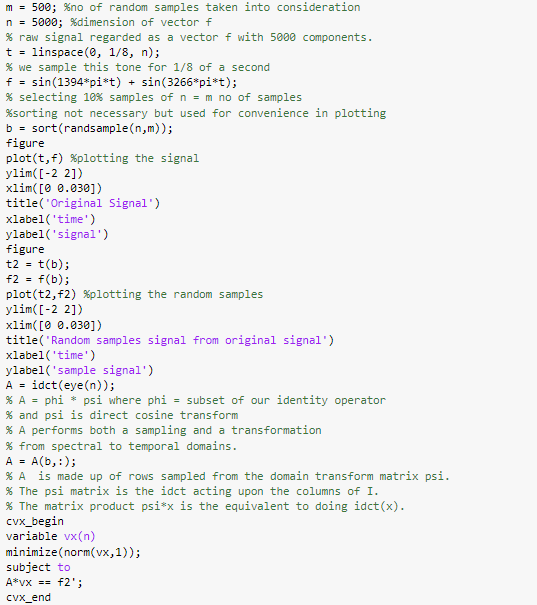 m = 500; %no of random samples taken into consideration
n = 5000; %dimension of vector f
% raw signal regarded as a vector f with 5000 components.
t = linspace(0, 1/8, n);
% we sample this tone for 1/8 of a second
f = sin(1394*pi*t) + sin(3266*pi*t);
% selecting 10% samples of n = m no of samples
%sorting not necessary but used for convenience in plotting
b = sort(randsample(n,m));
figure
plot(t,f) %plotting the signal
ylim([-2 2])
xlim([0 0.030])
title('Original Signal')
xlabel('time')
ylabel('signal')
figure
t2 = t(b);
f2 = f(b);
plot(t2,f2) %plotting the random samples
ylim([-2 2])
xlim([0 0.030])
title('Random samples signal from original signal')
xlabel('time')
ylabel('sample signal')
A = idct(eye(n));
% A = phi * psi where phi = subset of our identity operator
% and psi is direct cosine transform
% A performs both a sampling and a transformation
% from spectral to temporal domains.
A = A(b,:);
% A  is made up of rows sampled from the domain transform matrix psi.
% The psi matrix is the idct acting upon the columns of I.
% The matrix product psi*x is the equivalent to doing idct(x).
cvx_begin
variable vx(n)
minimize(norm(vx,1));
subject to
A*vx == f2';
cvx_end